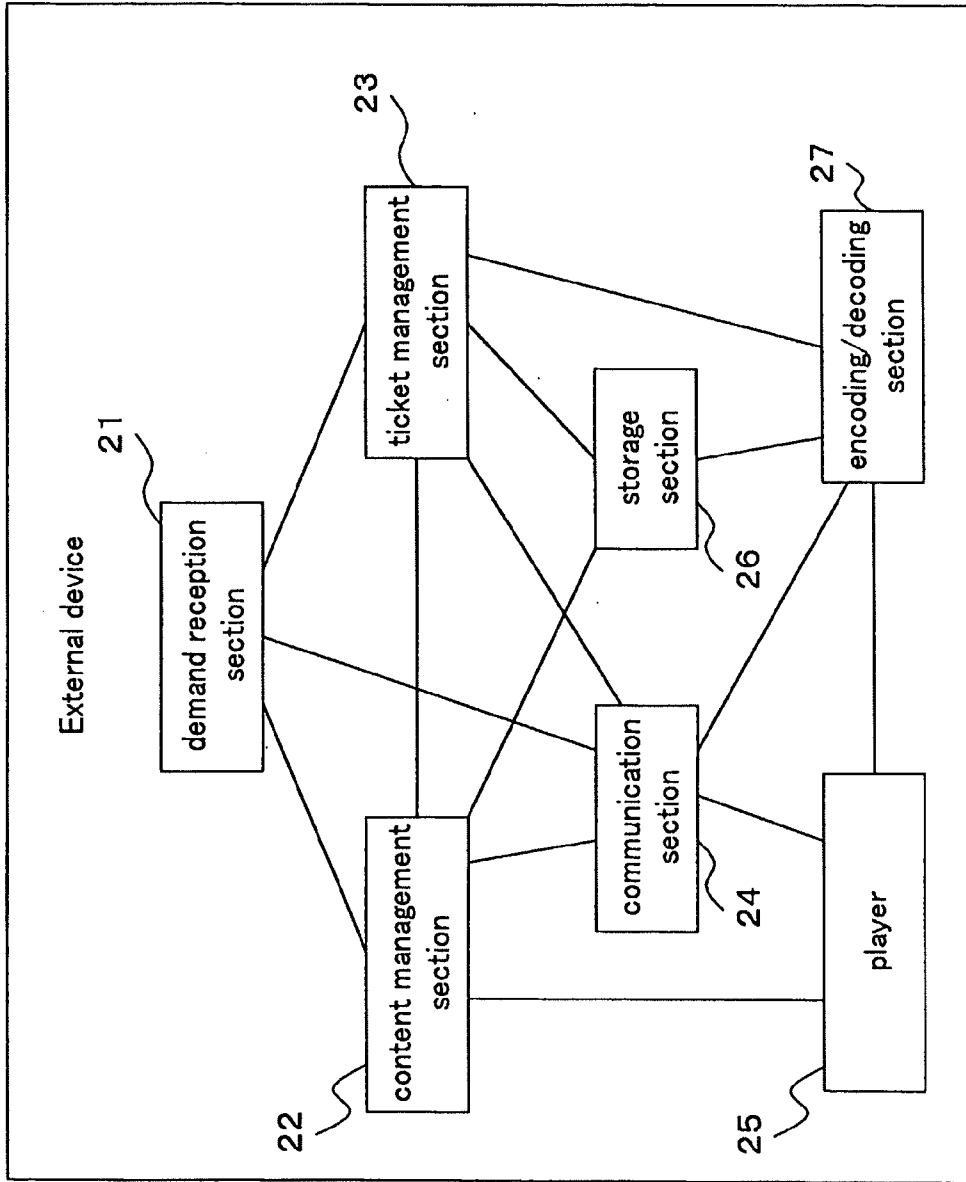 External device
21
demand reception
section
22
content management
section
23
ticket management
section
24
communication
section
26
storage
section
25
player
27
encoding/decoding
section